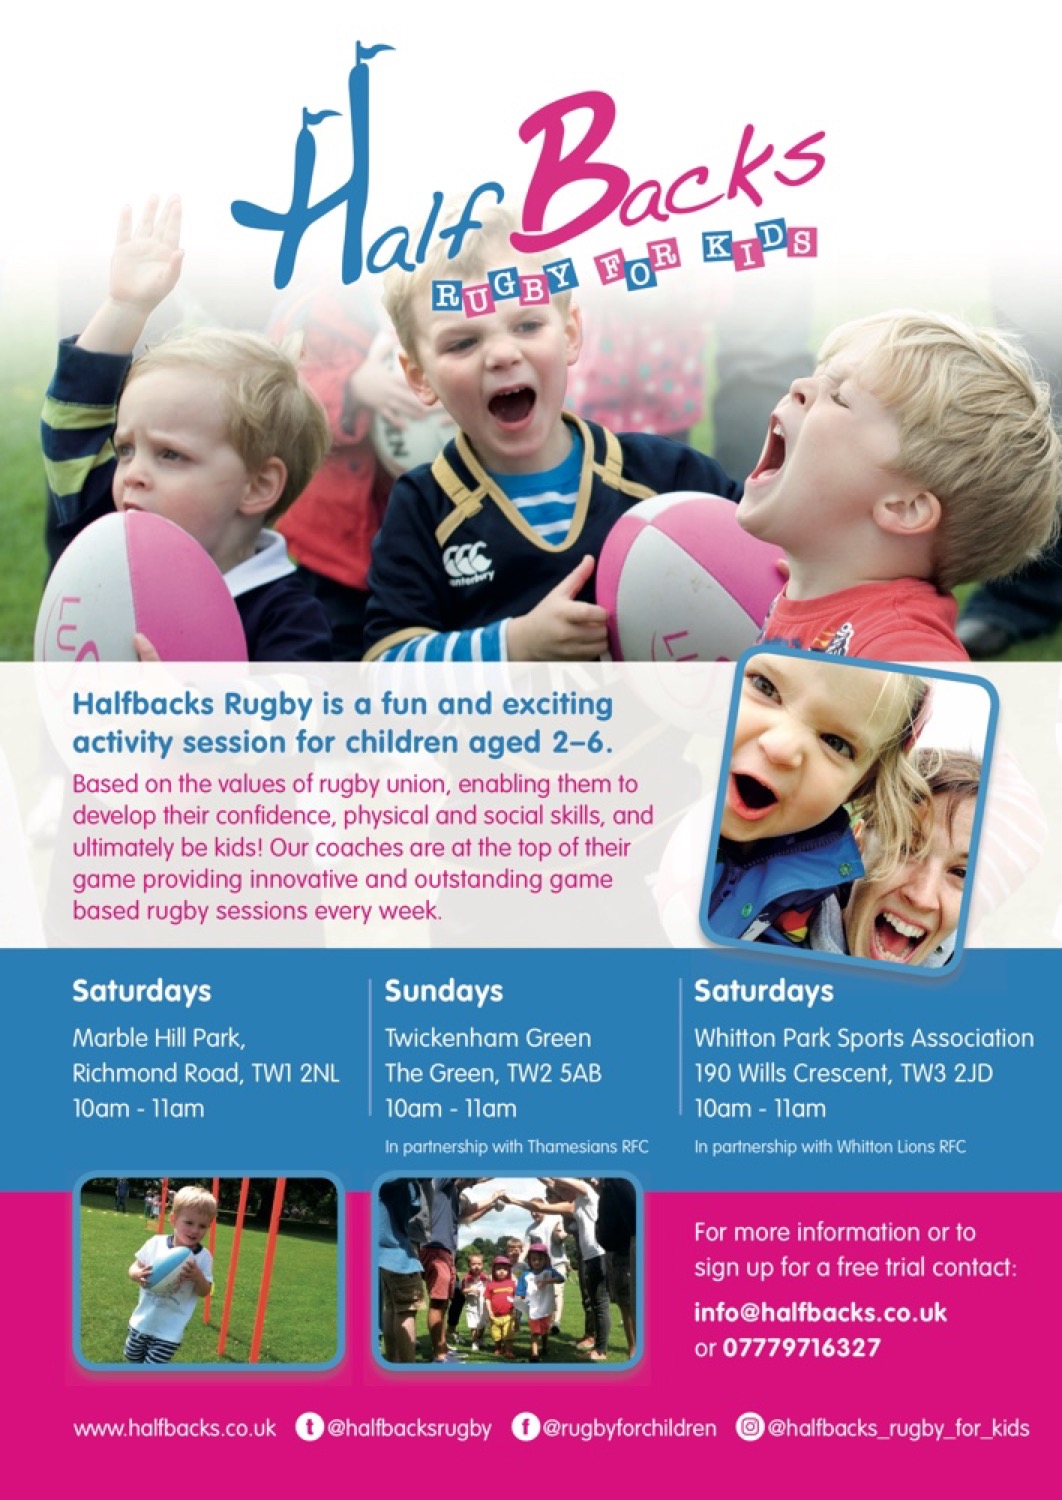 Half Backs
RUGBY FOR KIDS
Canterbury
Halfbacks Rugby is a fun and exciting
activity session for children aged 2–6.
Based on the values of rugby union, enabling them to
develop their confidence, physical and social skills, and
ultimately be kids! Our coaches are at the top of their
game providing innovative and outstanding game
based rugby sessions every week.
Saturdays
Marble Hill Park,
Richmond Road, TW1 2NL
10am - 11am
Sundays
Twickenham Green
The Green, TW2 5AB
10am - 11am
In partnership with Thamesians RFC
Saturdays
Whitton Park Sports Association
190 Wills Crescent, TW3 2JD
10am - 11am
In partnership with Whitton Lions RFC
For more information or to
sign up for a free trial contact:
info@halfbacks.co.uk
or 07779716327
www.halfbacks.co.uk t @halfbacksrugby f @rugbyforchildren @halfbacks_rugby_for_kids